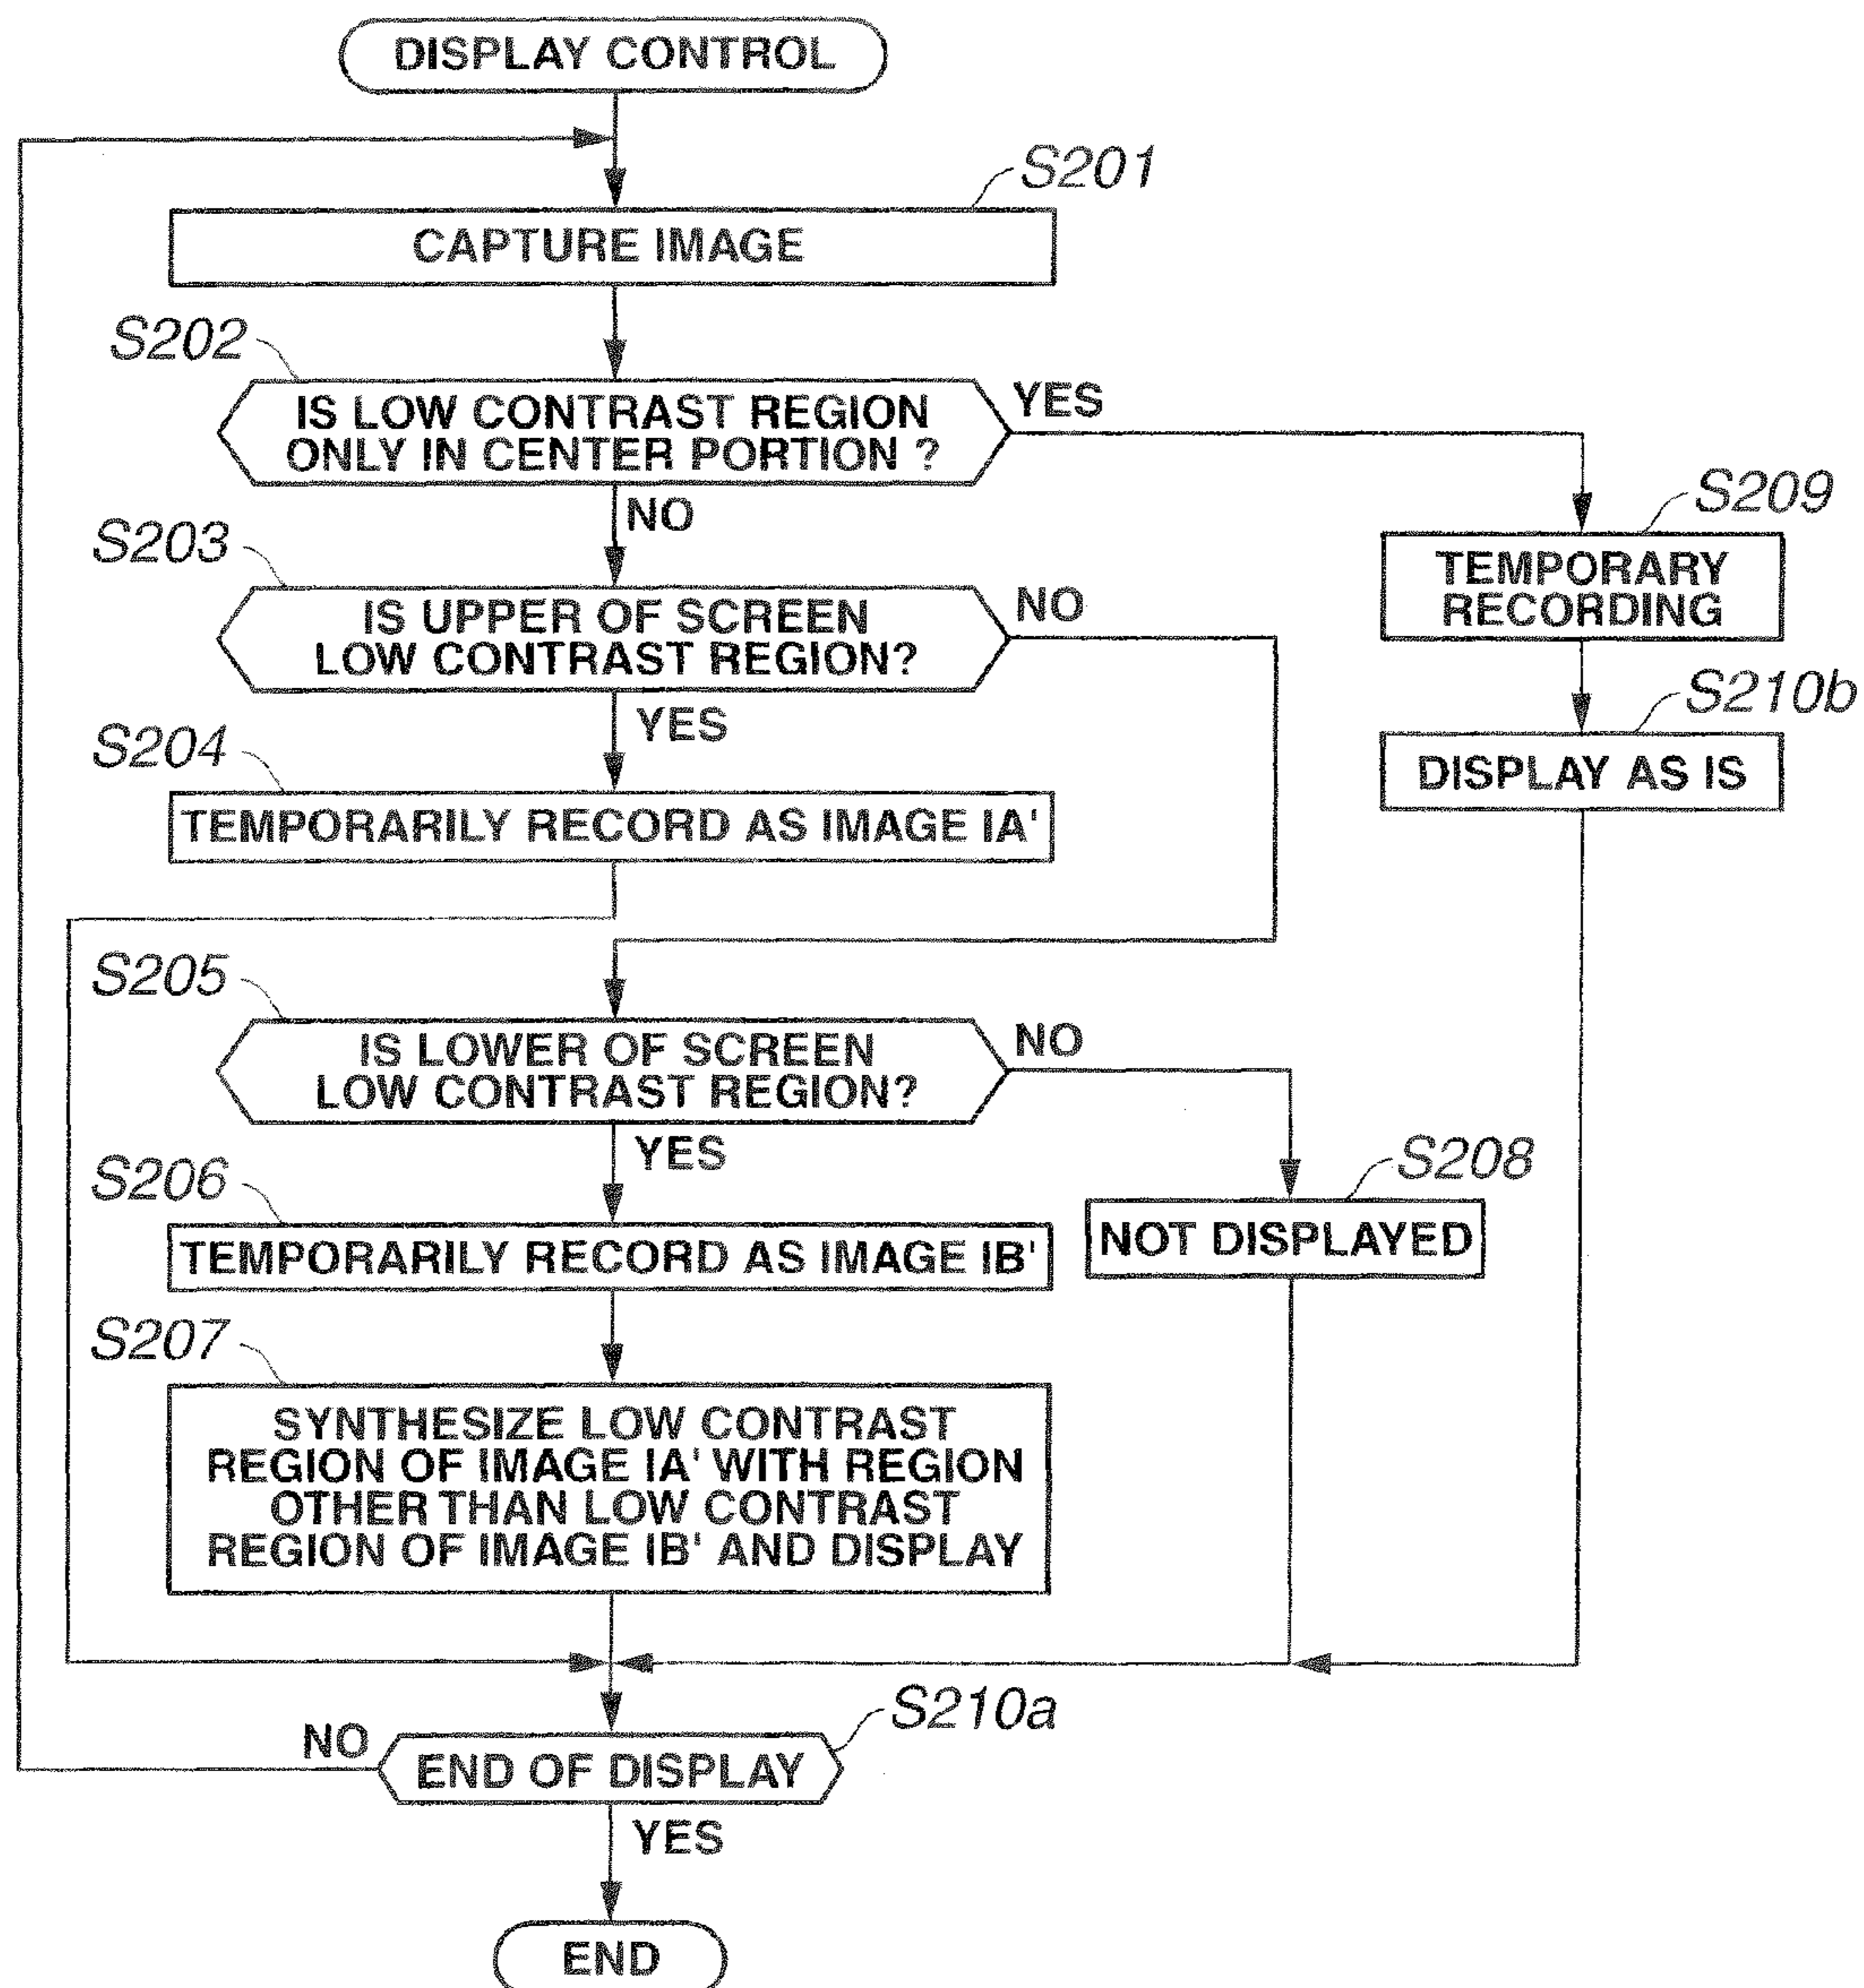 DISPLAY CONTROL
S201
CAPTURE IMAGE
S202
IS LOW CONTRAST REGION
ONLY IN CENTER PORTION ?
YES
NO
S209
TEMPORARY
RECORDING
S203
IS UPPER OF SCREEN
LOW CONTRAST REGION?
NO
YES
S210b
DISPLAY AS IS
S204
TEMPORARILY RECORD AS IMAGE IA'
S205
IS LOWER OF SCREEN
LOW CONTRAST REGION?
NO
YES
S208
NOT DISPLAYED
S206
TEMPORARILY RECORD AS IMAGE IB'
S207
SYNTHESIZE LOW CONTRAST
REGION OF IMAGE IA' WITH REGION
OTHER THAN LOW CONTRAST
REGION OF IMAGE IB' AND DISPLAY
S210a
NO
END OF DISPLAY
YES
END